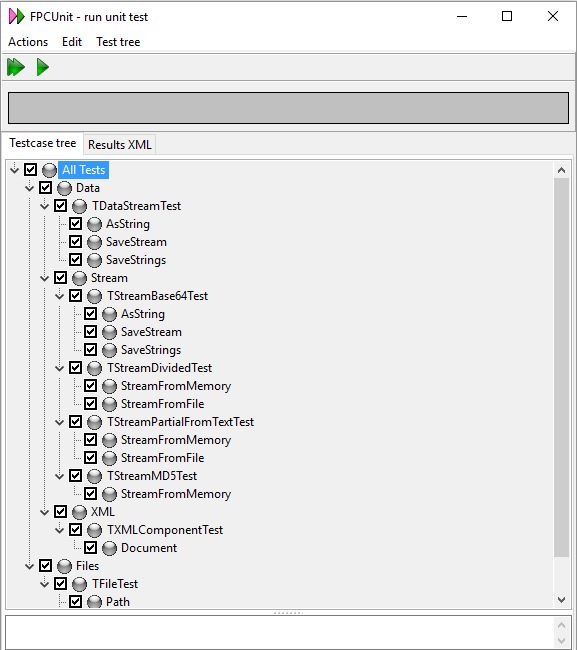 FPCUnit - run unit test
Actions Edit Test tree
Testcase tree Results XML
All Tests
Data
TDataStreamTest
AsString
SaveStream
SaveStrings
Stream
TStreamBase64Test
AsString
SaveStream
SaveStrings
TStreamDividedTest
StreamFromMemory
StreamFromFile
TStreamPartialFromTextTest
StreamFromMemory
StreamFromFile
TStreamMD5Test
StreamFromMemory
XML
TXMLComponentTest
Document
Files
TFileTest
Path